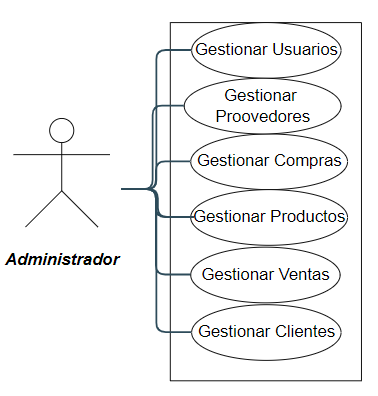 Gestionar Usuarios
Gestionar
Proovedores
Gestionar Compras
Gestionar Productos
Administrador
Gestionar Ventas
Gestionar Clientes